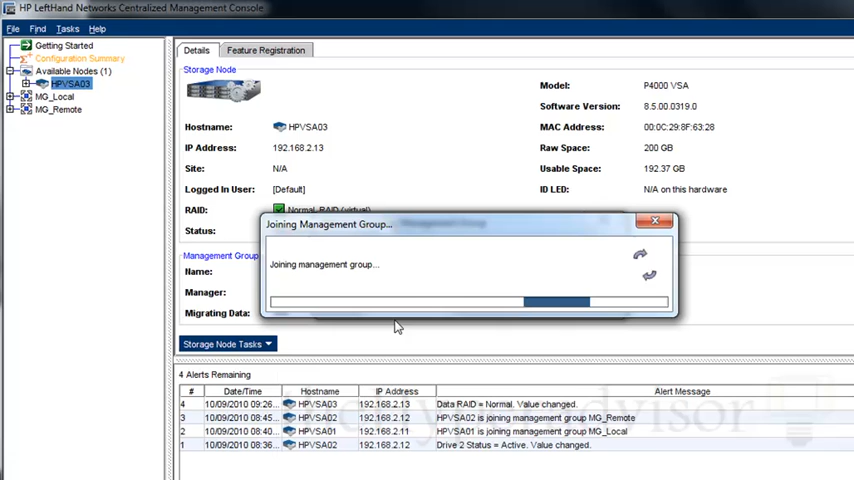 HP LeftHand Networks Centralized Management Console
File Find Tasks Help
Getting Started
Configuration Summary
Available Nodes (1)
HPVSA03
MG_Local
MG_Remote
Details Feature Registration
Storage Node
Model: P4000 VSA
Software Version: 8.5.00.0319.0
Hostname: HPVSA03 MAC Address: 00:0C:29:8F:63:28
IP Address: 192.168.2.13 Raw Space: 200 GB
Site: N/A Usable Space: 192.37 GB
Logged In User: [Default] ID LED: N/A on this hardware
RAID: Normal-RAID (virtual)
Status:
Joining Management Group...
Joining management group...
Management Group
Name:
Manager:
Migrating Data:
Storage Node Tasks
4 Alerts Remaining
# Date/Time Hostname IP Address Alert Message
4 10/09/2010 09:26... HPVSA03 192.168.2.13 Data RAID = Normal. Value changed.
3 10/09/2010 08:45... HPVSA02 192.168.2.12 HPVSA02 is joining management group MG_Remote
2 10/09/2010 08:40... HPVSA01 192.168.2.11 HPVSA01 is joining management group MG_Local
1 10/09/2010 08:36... HPVSA02 192.168.2.12 Drive 2 Status = Active. Value changed.